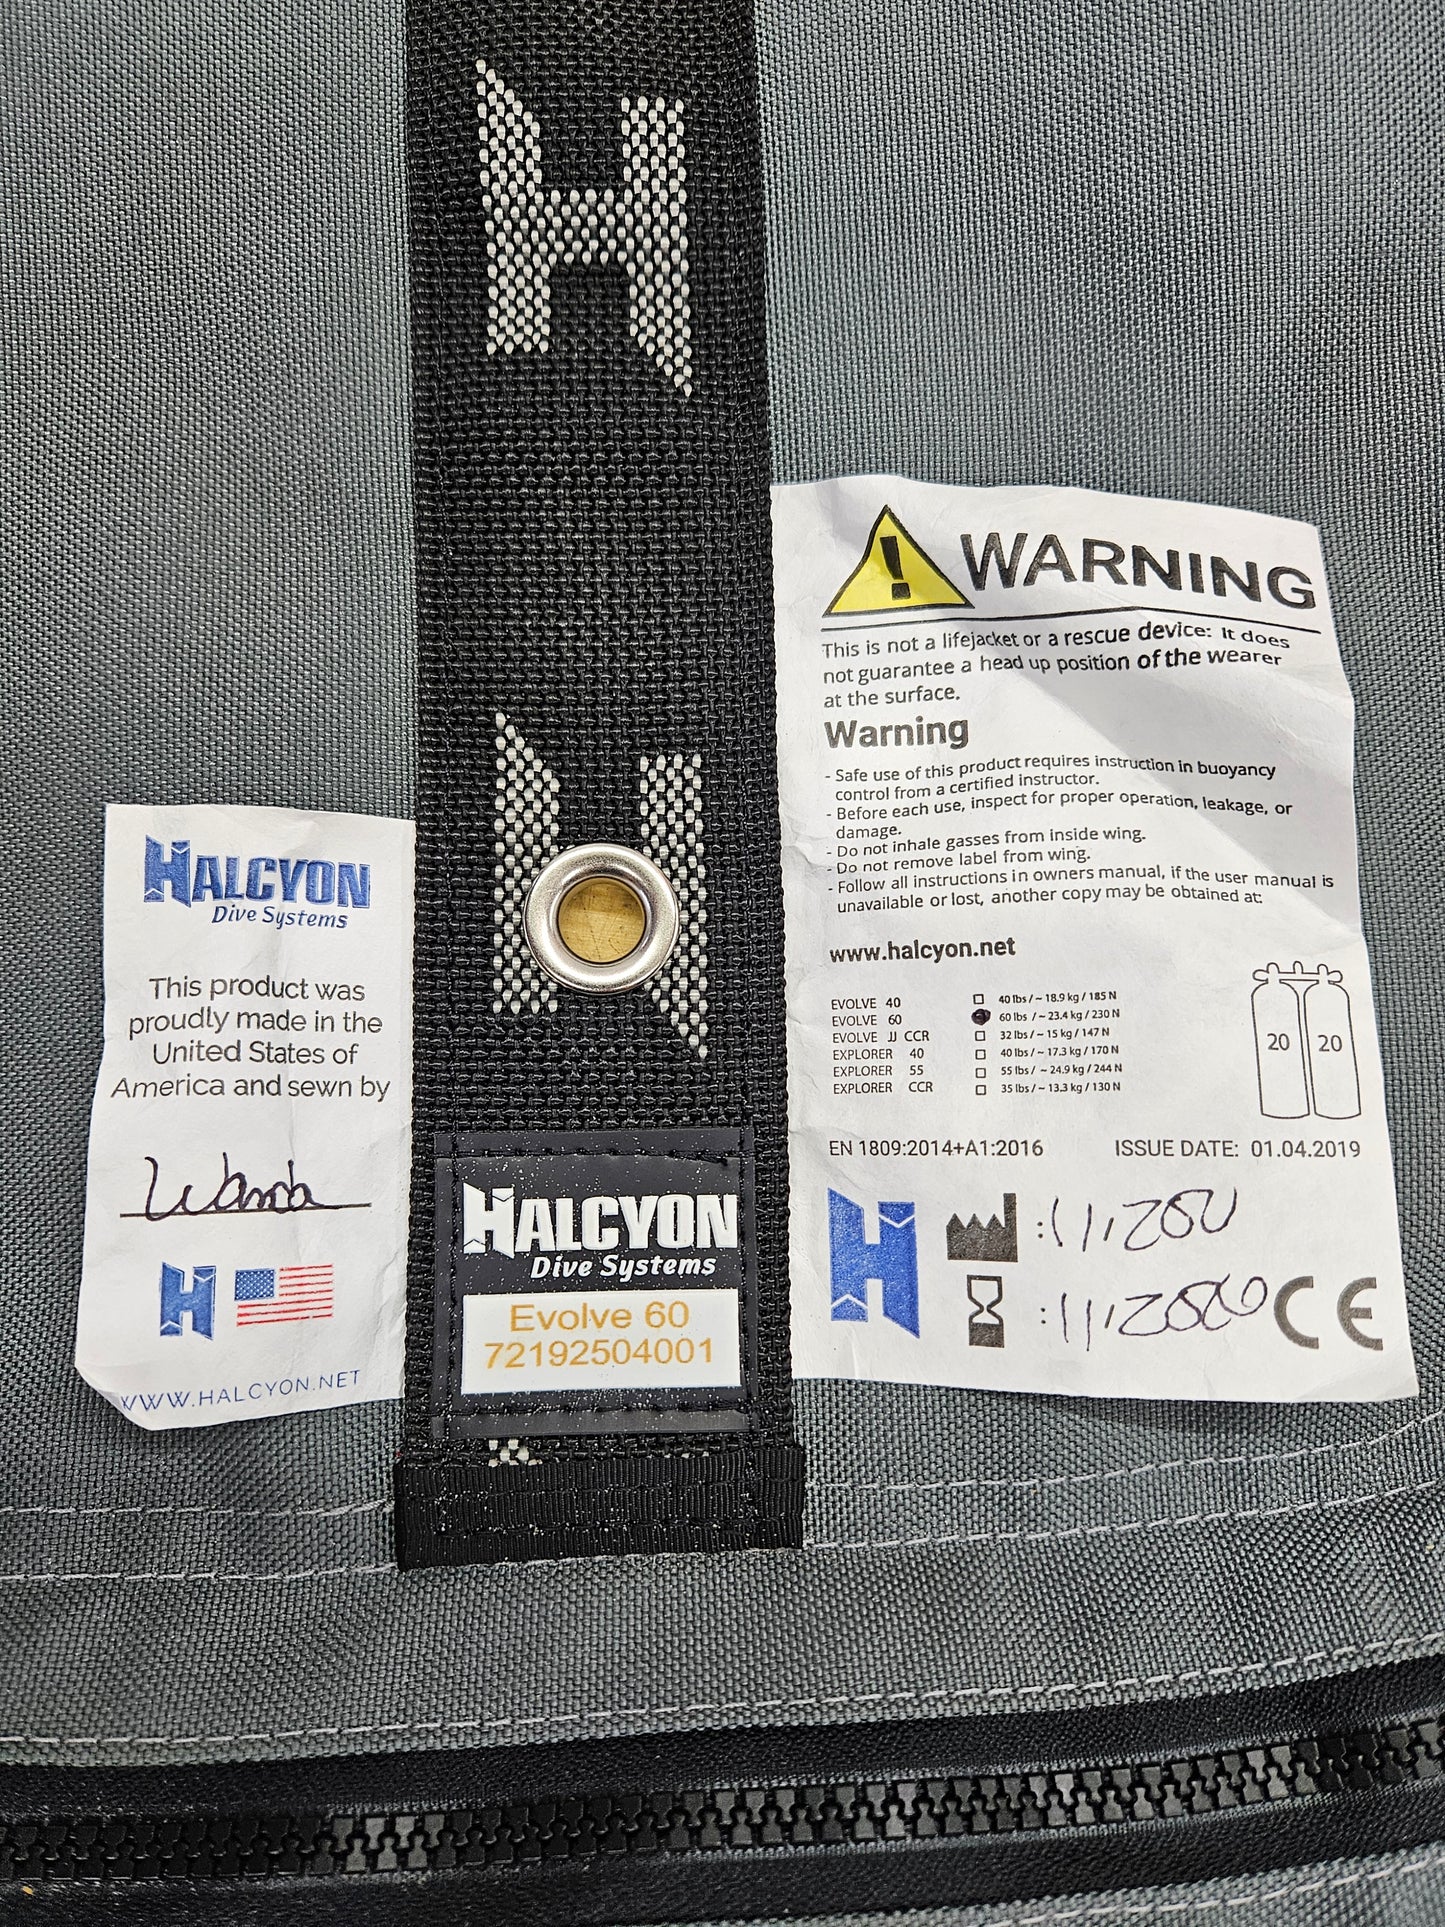 HALCYON
Dive Systems
This product was
proudly made in the
United States of
America and sewn by
Wanda
H
WWW.HALCYON.NET
H
H
HALCYON
Dive Systems
Evolve 60
72192504001
WARNING
This is not a lifejacket or a rescue device: It does
not guarantee a head up position of the wearer
at the surface.
Warning
- Safe use of this product requires instruction in buoyancy
control from a certified instructor.
- Before each use, inspect for proper operation, leakage, or
damage.
- Do not inhale gasses from inside wing.
- Do not remove label from wing.
- Follow all instructions in owners manual, if the user manual is
unavailable or lost, another copy may be obtained at:
www.halcyon.net
EVOLVE 40 40 lbs / ~ 18.9 kg / 185 N
EVOLVE 60 60 lbs / ~ 23.4 kg / 230 N
EVOLVE JJ CCR 32 lbs / ~ 15 kg / 147 N
EXPLORER 40 40 lbs / ~ 17.3 kg / 170 N
EXPLORER 55 55 lbs / ~ 24.9 kg / 244 N
EXPLORER CCR 35 lbs / ~ 13.3 kg / 130 N
20 20
EN 1809:2014+A1:2016 ISSUE DATE: 01.04.2019
H
CE